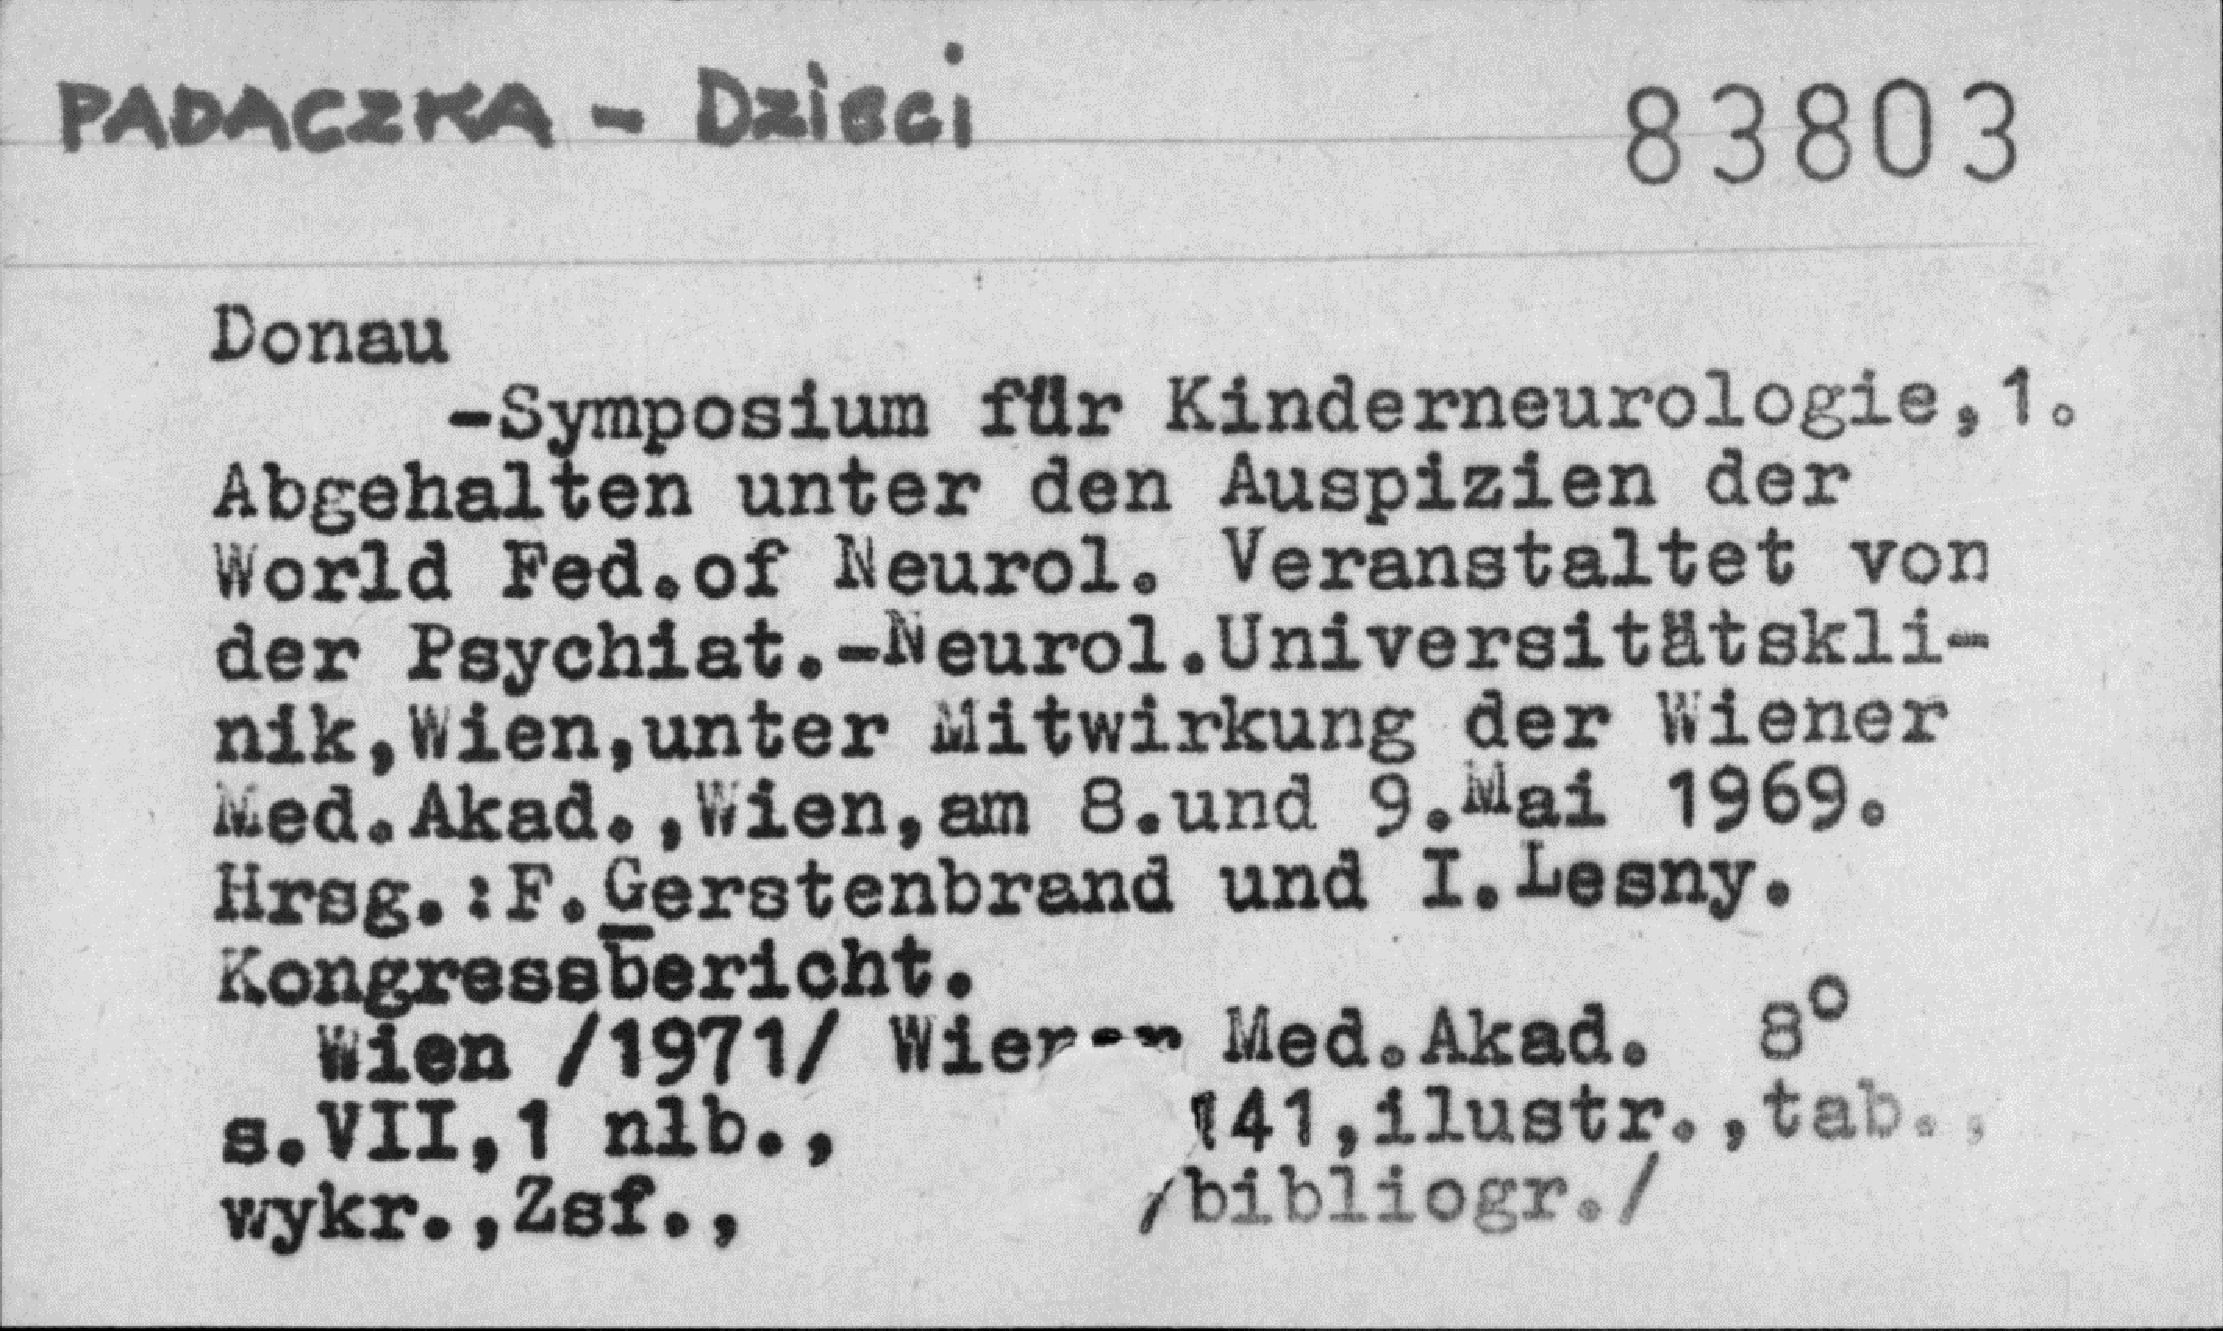 PADACZKA - Dzieci 83803
Donau
-Symposium für Kinderneurologie,1.
Abgehalten unter den Auspizien der
World Fed.of Neurol. Veranstaltet von
der Psychiat.-Neurol.Universitätskli-
nik,Wien,unter Mitwirkung der Wiener
Med.Akad.,Wien,am 8.und 9.Mai 1969.
Hrsg.:F.Gerstenbrand und I.Lesny.
Kongressbericht.
Wien /1971/ Wiener Med.Akad. 8°
s.VII,1 nlb., 141,ilustr.,tab.,
wykr.,Zsf., /bibliogr./